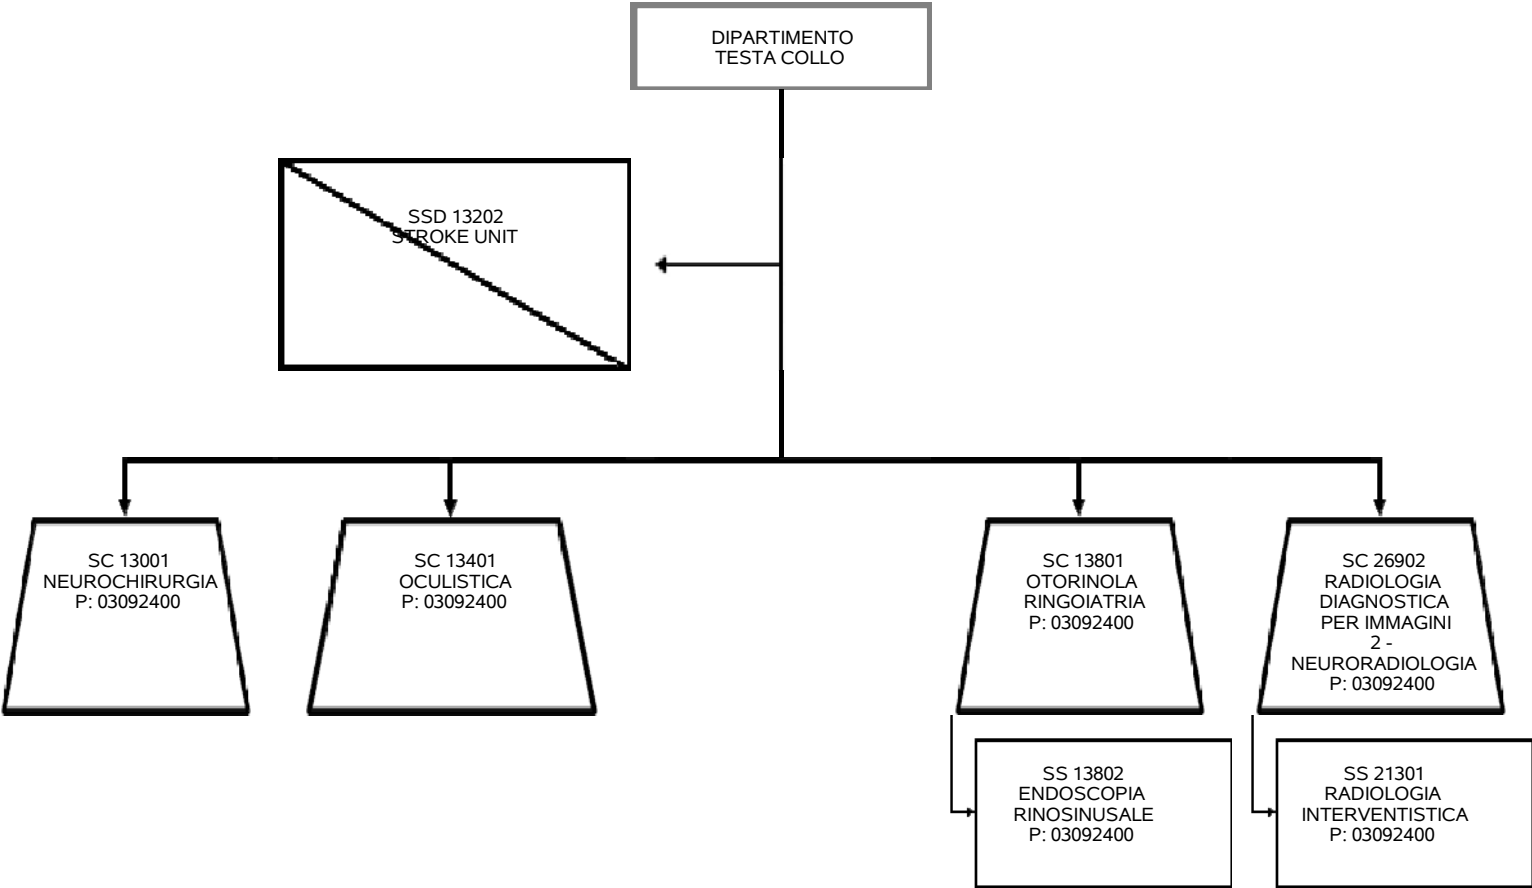 DIPARTIMENTO
TESTA COLLO
SSD 13202
STROKE UNIT
SC 13001
NEUROCHIRURGIA
P: 03092400
SC 13401
OCULISTICA
P: 03092400
SC 13801
OTORINOLA
RINGOIATRIA
P: 03092400
SC 26902
RADIOLOGIA
DIAGNOSTICA
PER IMMAGINI
2 -
NEURORADIOLOGIA
P: 03092400
SS 13802
ENDOSCOPIA
RINOSINUSALE
P: 03092400
SS 21301
RADIOLOGIA
INTERVENTISTICA
P: 03092400